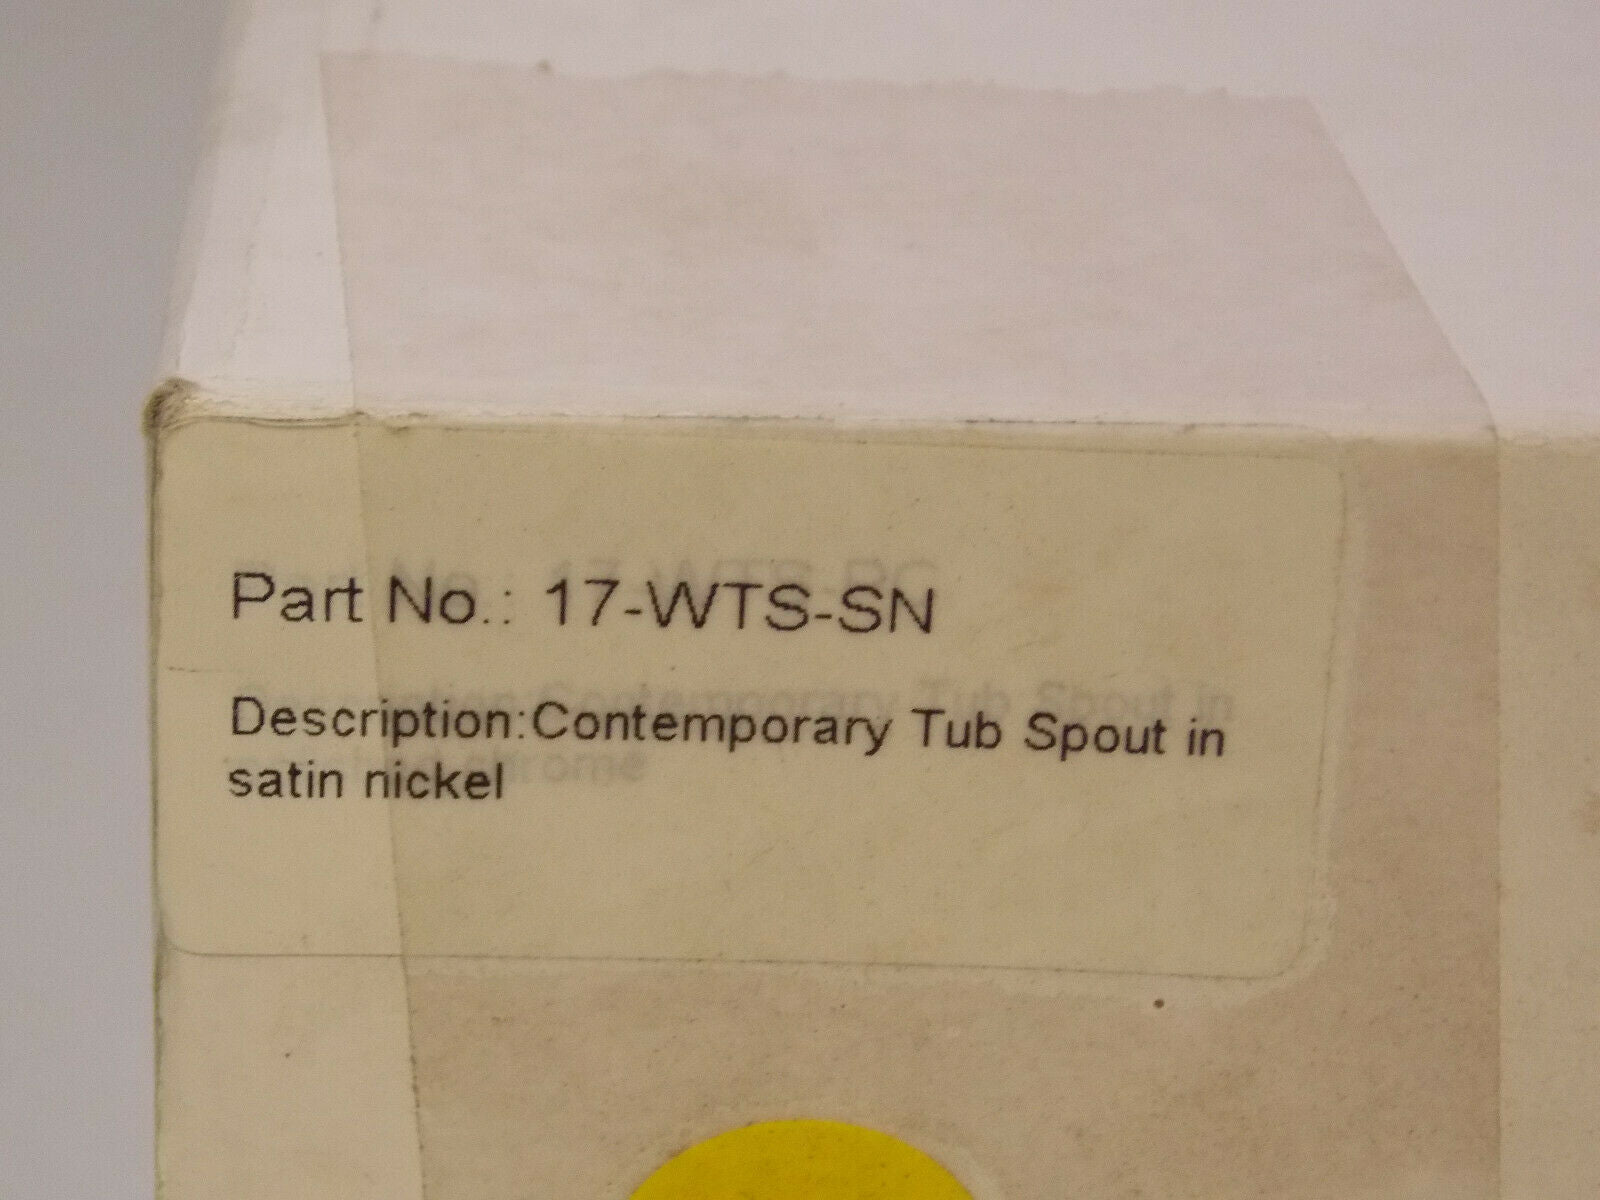 Part No.: 17-WTS-SN
Description:Contemporary Tub Spout in
satin nickel